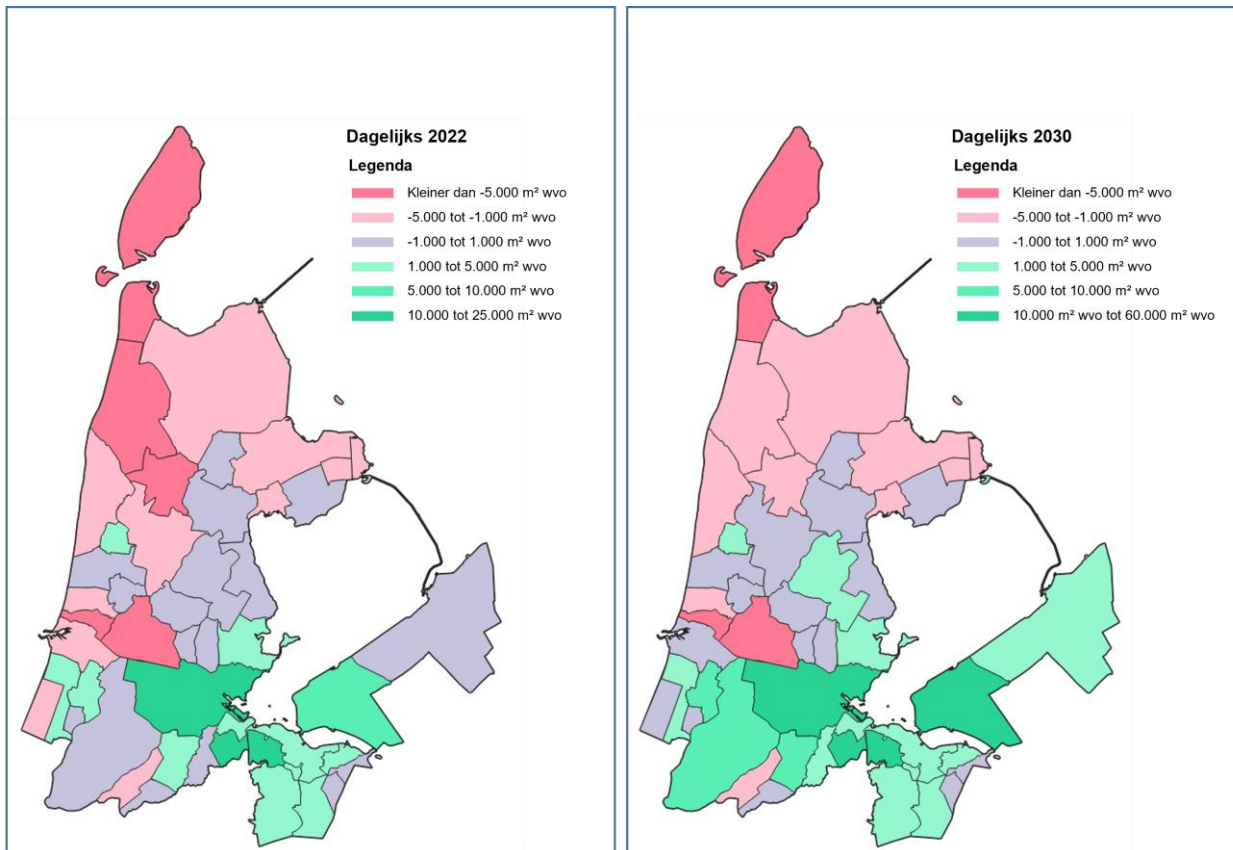 Dagelijks 2022
Legenda
Kleiner dan -5.000 m² wvo
-5.000 tot -1.000 m² wvo
-1.000 tot 1.000 m² wvo
1.000 tot 5.000 m² wvo
5.000 tot 10.000 m² wvo
10.000 tot 25.000 m² wvo
Dagelijks 2030
Legenda
Kleiner dan -5.000 m² wvo
-5.000 tot -1.000 m² wvo
-1.000 tot 1.000 m² wvo
1.000 tot 5.000 m² wvo
5.000 tot 10.000 m² wvo
10.000 m² wvo tot 60.000 m² wvo